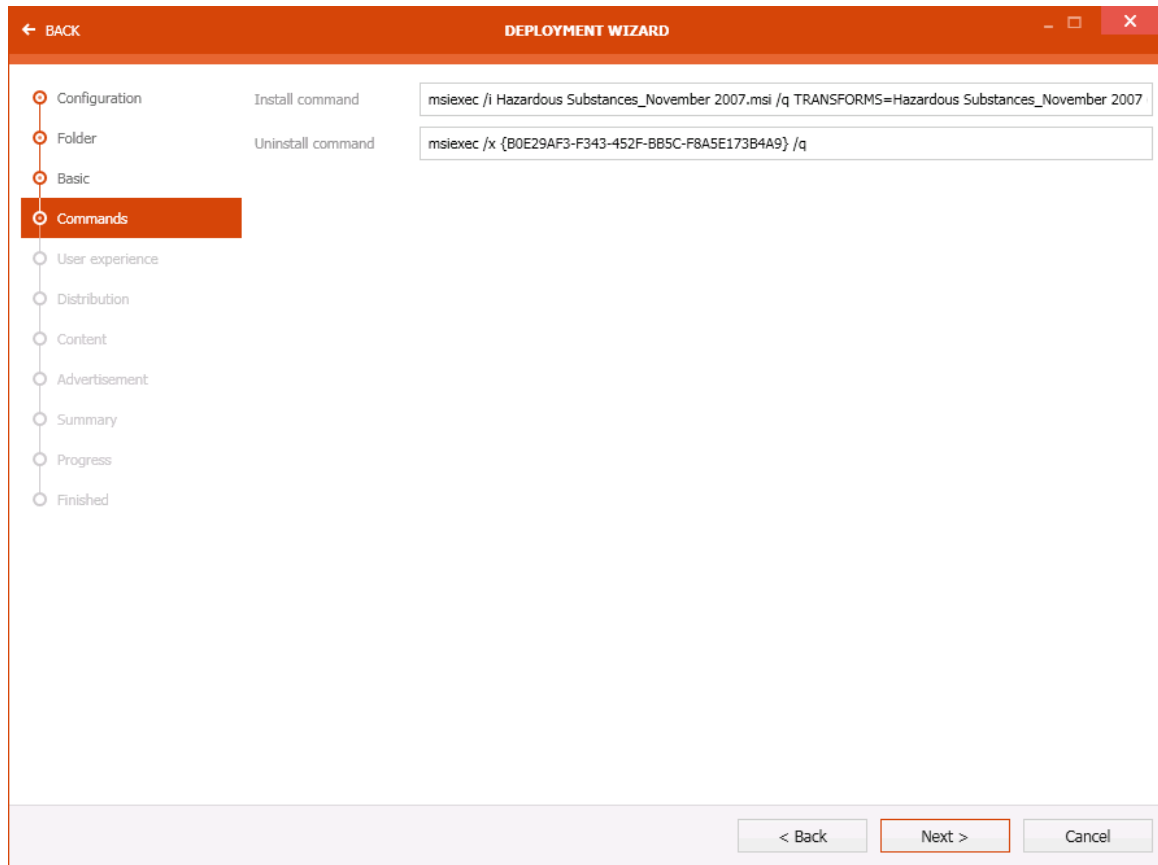 BACK
DEPLOYMENT WIZARD
Configuration
Install command
msiexec /i Hazardous Substances_November 2007.msi /q TRANSFORMS=Hazardous Substances_November 2007
Folder
Uninstall command
msiexec /x {B0E29AF3-F343-452F-BB5C-F8A5E173B4A9} /q
Basic
Commands
User experience
Distribution
Content
Advertisement
Summary
Progress
Finished
< Back
Next >
Cancel